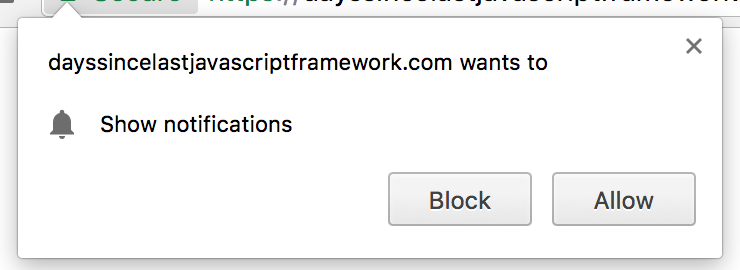 dayssincelastjavascriptframework.com wants to
Show notifications
Block
Allow